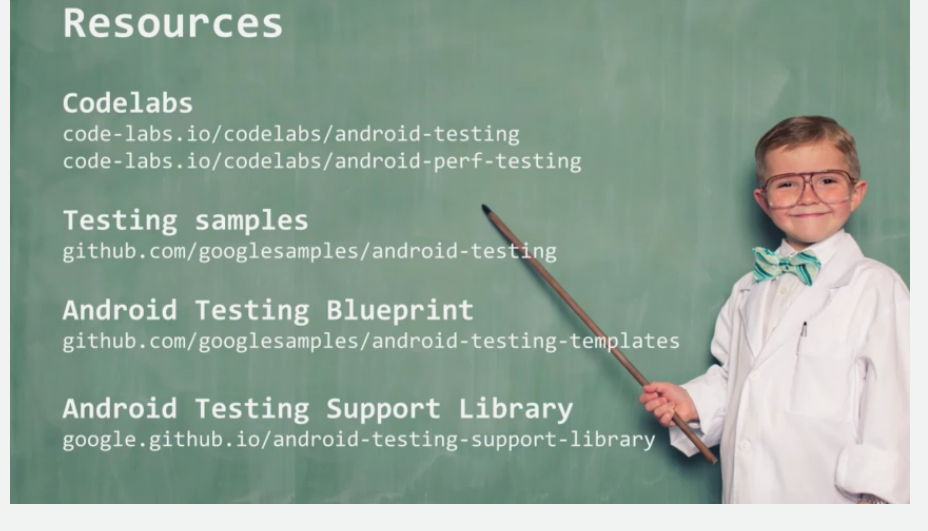 Resources
Codelabs
code-labs.io/codelabs/android-testing
code-labs.io/codelabs/android-perf-testing
Testing samples
github.com/googlesamples/android-testing
Android Testing Blueprint
github.com/googlesamples/android-testing-templates
Android Testing Support Library
google.github.io/android-testing-support-library